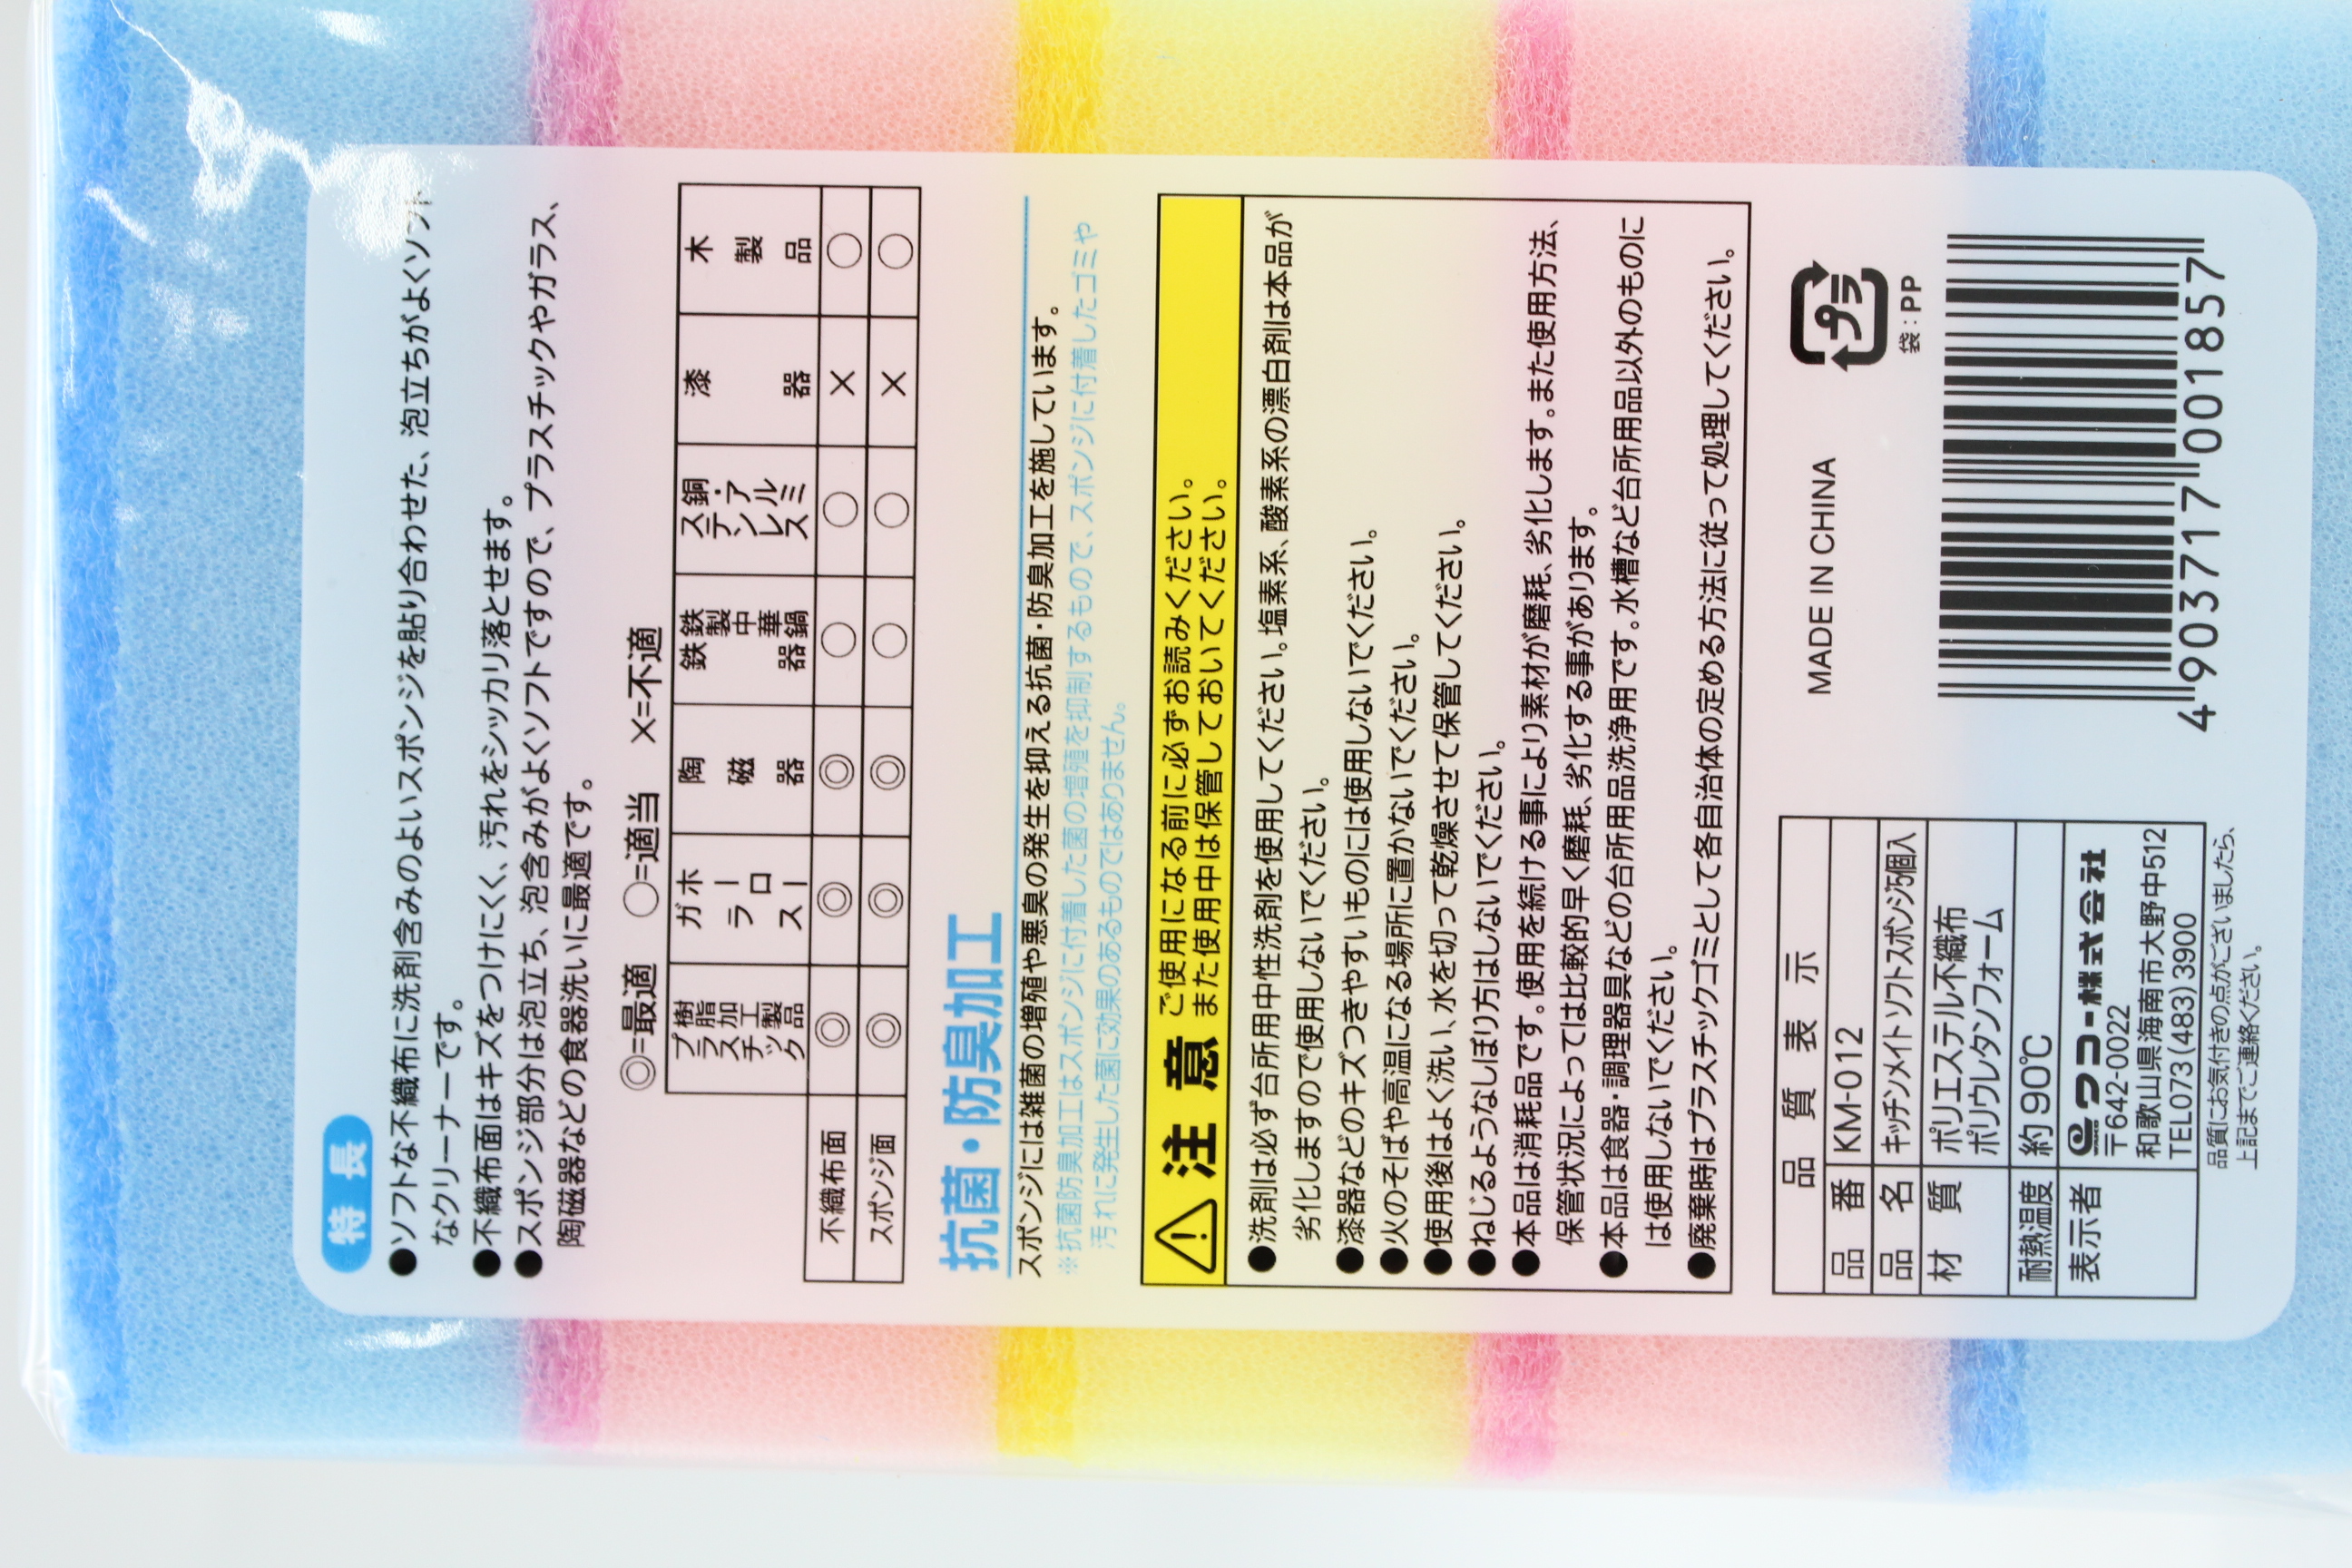 特長
●ソフトな不織布に洗剤含みのよいスポンジを貼り合わせた、泡立ちがよくソフト
なクリーナーです。
●不織布面はキズをつけにくく、汚れをシッカリ落とせます。
●スポンジ部分は泡立ち、泡含みがよくソフトですので、プラスチックやガラス、
陶磁器などの食器洗いに最適です。
◎=最適 ○=適当 ×=不適
プラスチック 樹脂加工製品 ガラス ホーロー 陶磁器 鉄器 鉄製中華鍋 ステンレス 銅・アルミ 漆器 木製品
不織布面 ◎ ◎ ◎ ○ ○ × ○
スポンジ面 ◎ ◎ ◎ ○ ○ × ○
抗菌・防臭加工
スポンジには雑菌の増殖や悪臭の発生を抑える抗菌・防臭加工を施しています。
※抗菌防臭加工はスポンジに付着した菌の増殖を抑制するもので、スポンジに付着したゴミや
汚れに発生した菌に効果のあるものではありません。
注意 ご使用になる前に必ずお読みください。
また使用中は保管しておいてください。
●洗剤は必ず台所用中性洗剤を使用してください。塩素系、酸素系の漂白剤は本品が
劣化しますので使用しないでください。
●漆器などのキズつきやすいものには使用しないでください。
●火のそばや高温になる場所に置かないでください。
●使用後はよく洗い、水を切って乾燥させて保管してください。
●ねじるようなしぼり方はしないでください。
●本品は消耗品です。使用を続ける事により素材が磨耗、劣化します。また使用方法、
保管状況によっては比較的早く磨耗、劣化する事があります。
●本品は食器・調理器具などの台所用品洗浄用です。水槽など台所用品以外のものに
は使用しないでください。
●廃棄時はプラスチックゴミとして各自治体の定める方法に従って処理してください。
品質表示
品番 KM-012
品名 キッチンメイト ソフトスポンジ5個入
材質 ポリエステル不織布
ポリウレタンフォーム
耐熱温度 約90℃
表示者 ワコー株式会社
〒642-0022
和歌山県海南市大野中512
TEL073(483)3900
品質にお気付きの点がございましたら、
上記までご連絡ください。
MADE IN CHINA
プラ
袋:PP
4903717001857